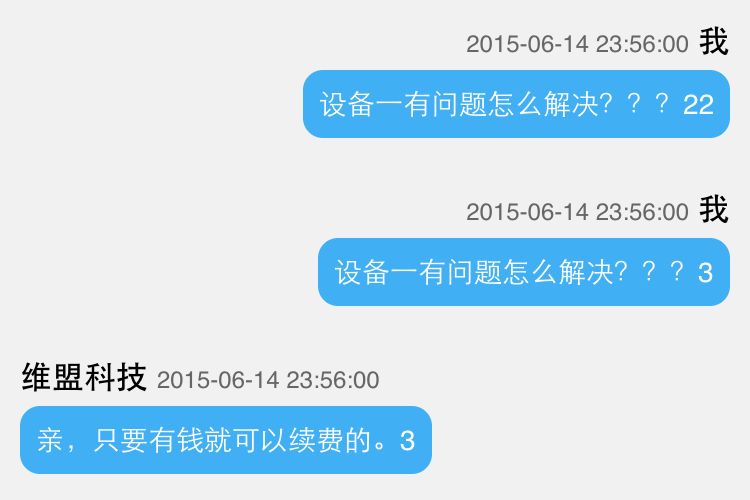 2015-06-14 23:56:00 我
设备一有问题怎么解决？？？22
2015-06-14 23:56:00 我
设备一有问题怎么解决？？？3
维盟科技 2015-06-14 23:56:00
亲，只要有钱就可以续费的。3